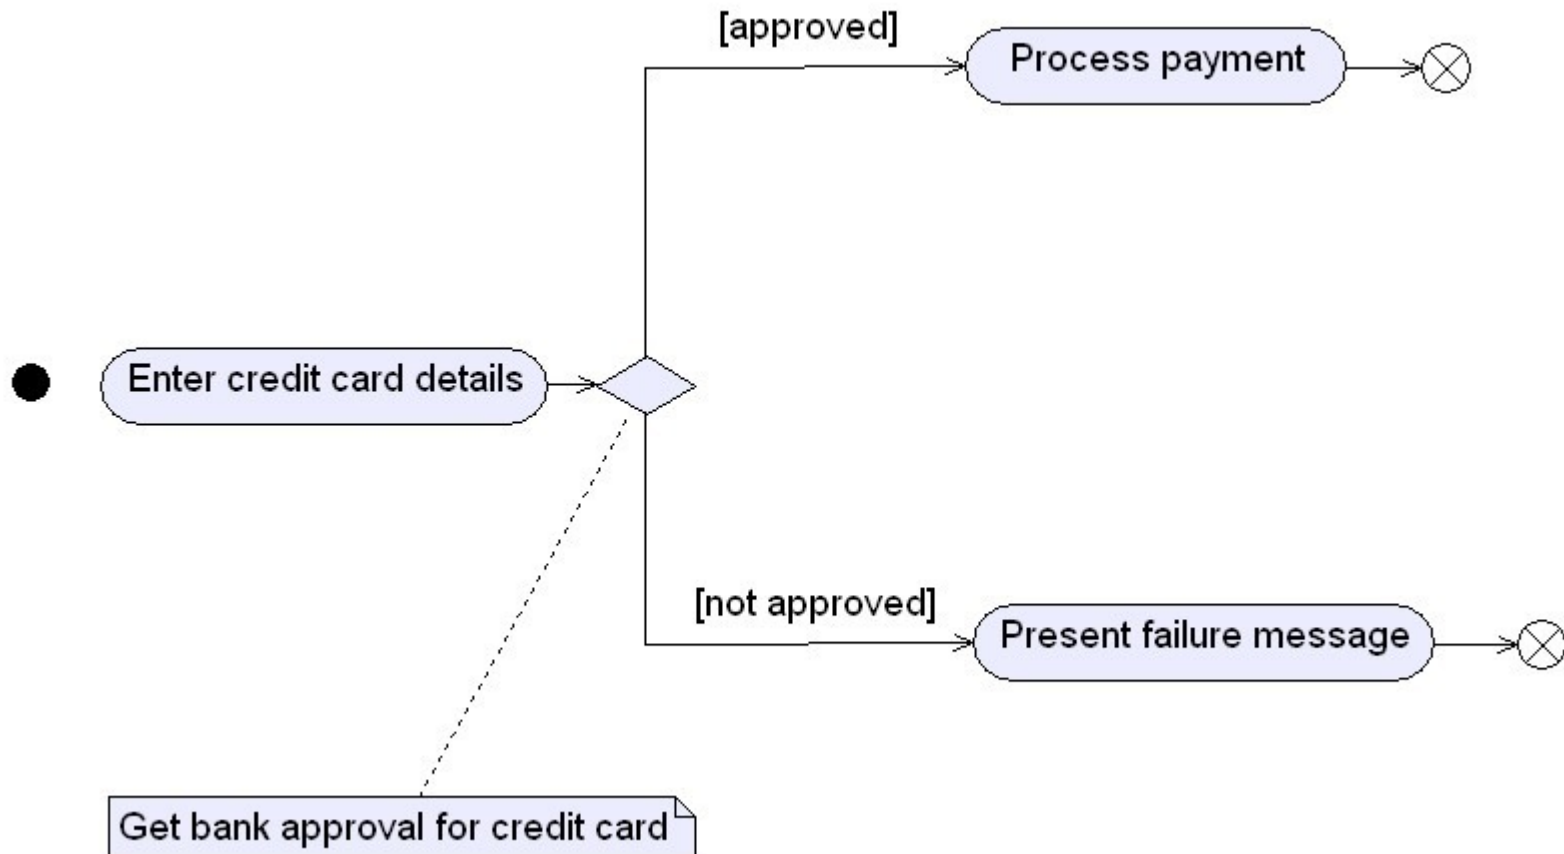 [approved]
Process payment
Enter credit card details
[not approved]
Present failure message
Get bank approval for credit card